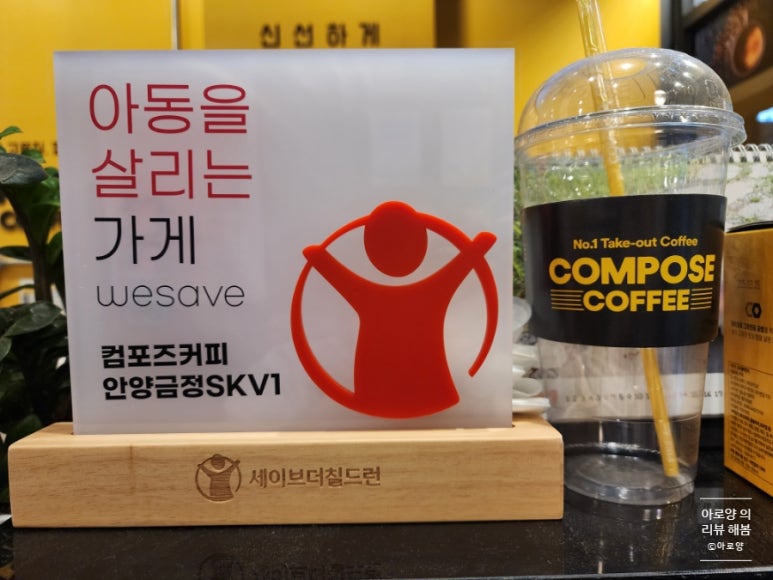 신선하게
아동을
살리는
가게
wesave
컴포즈커피
안양금정SKV1
세이브더칠드런
No.1 Take-out Coffee
COMPOSE
COFFEE
아로양 의
리뷰 해봄
©아로양